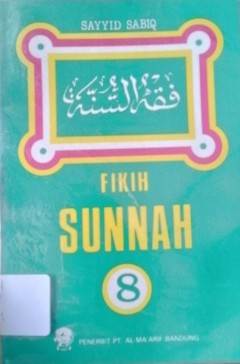 SAYYID SABIQ
فقه السنة
FIKIH
SUNNAH
8
PENERBIT PT. AL-MA'ARIF BANDUNG